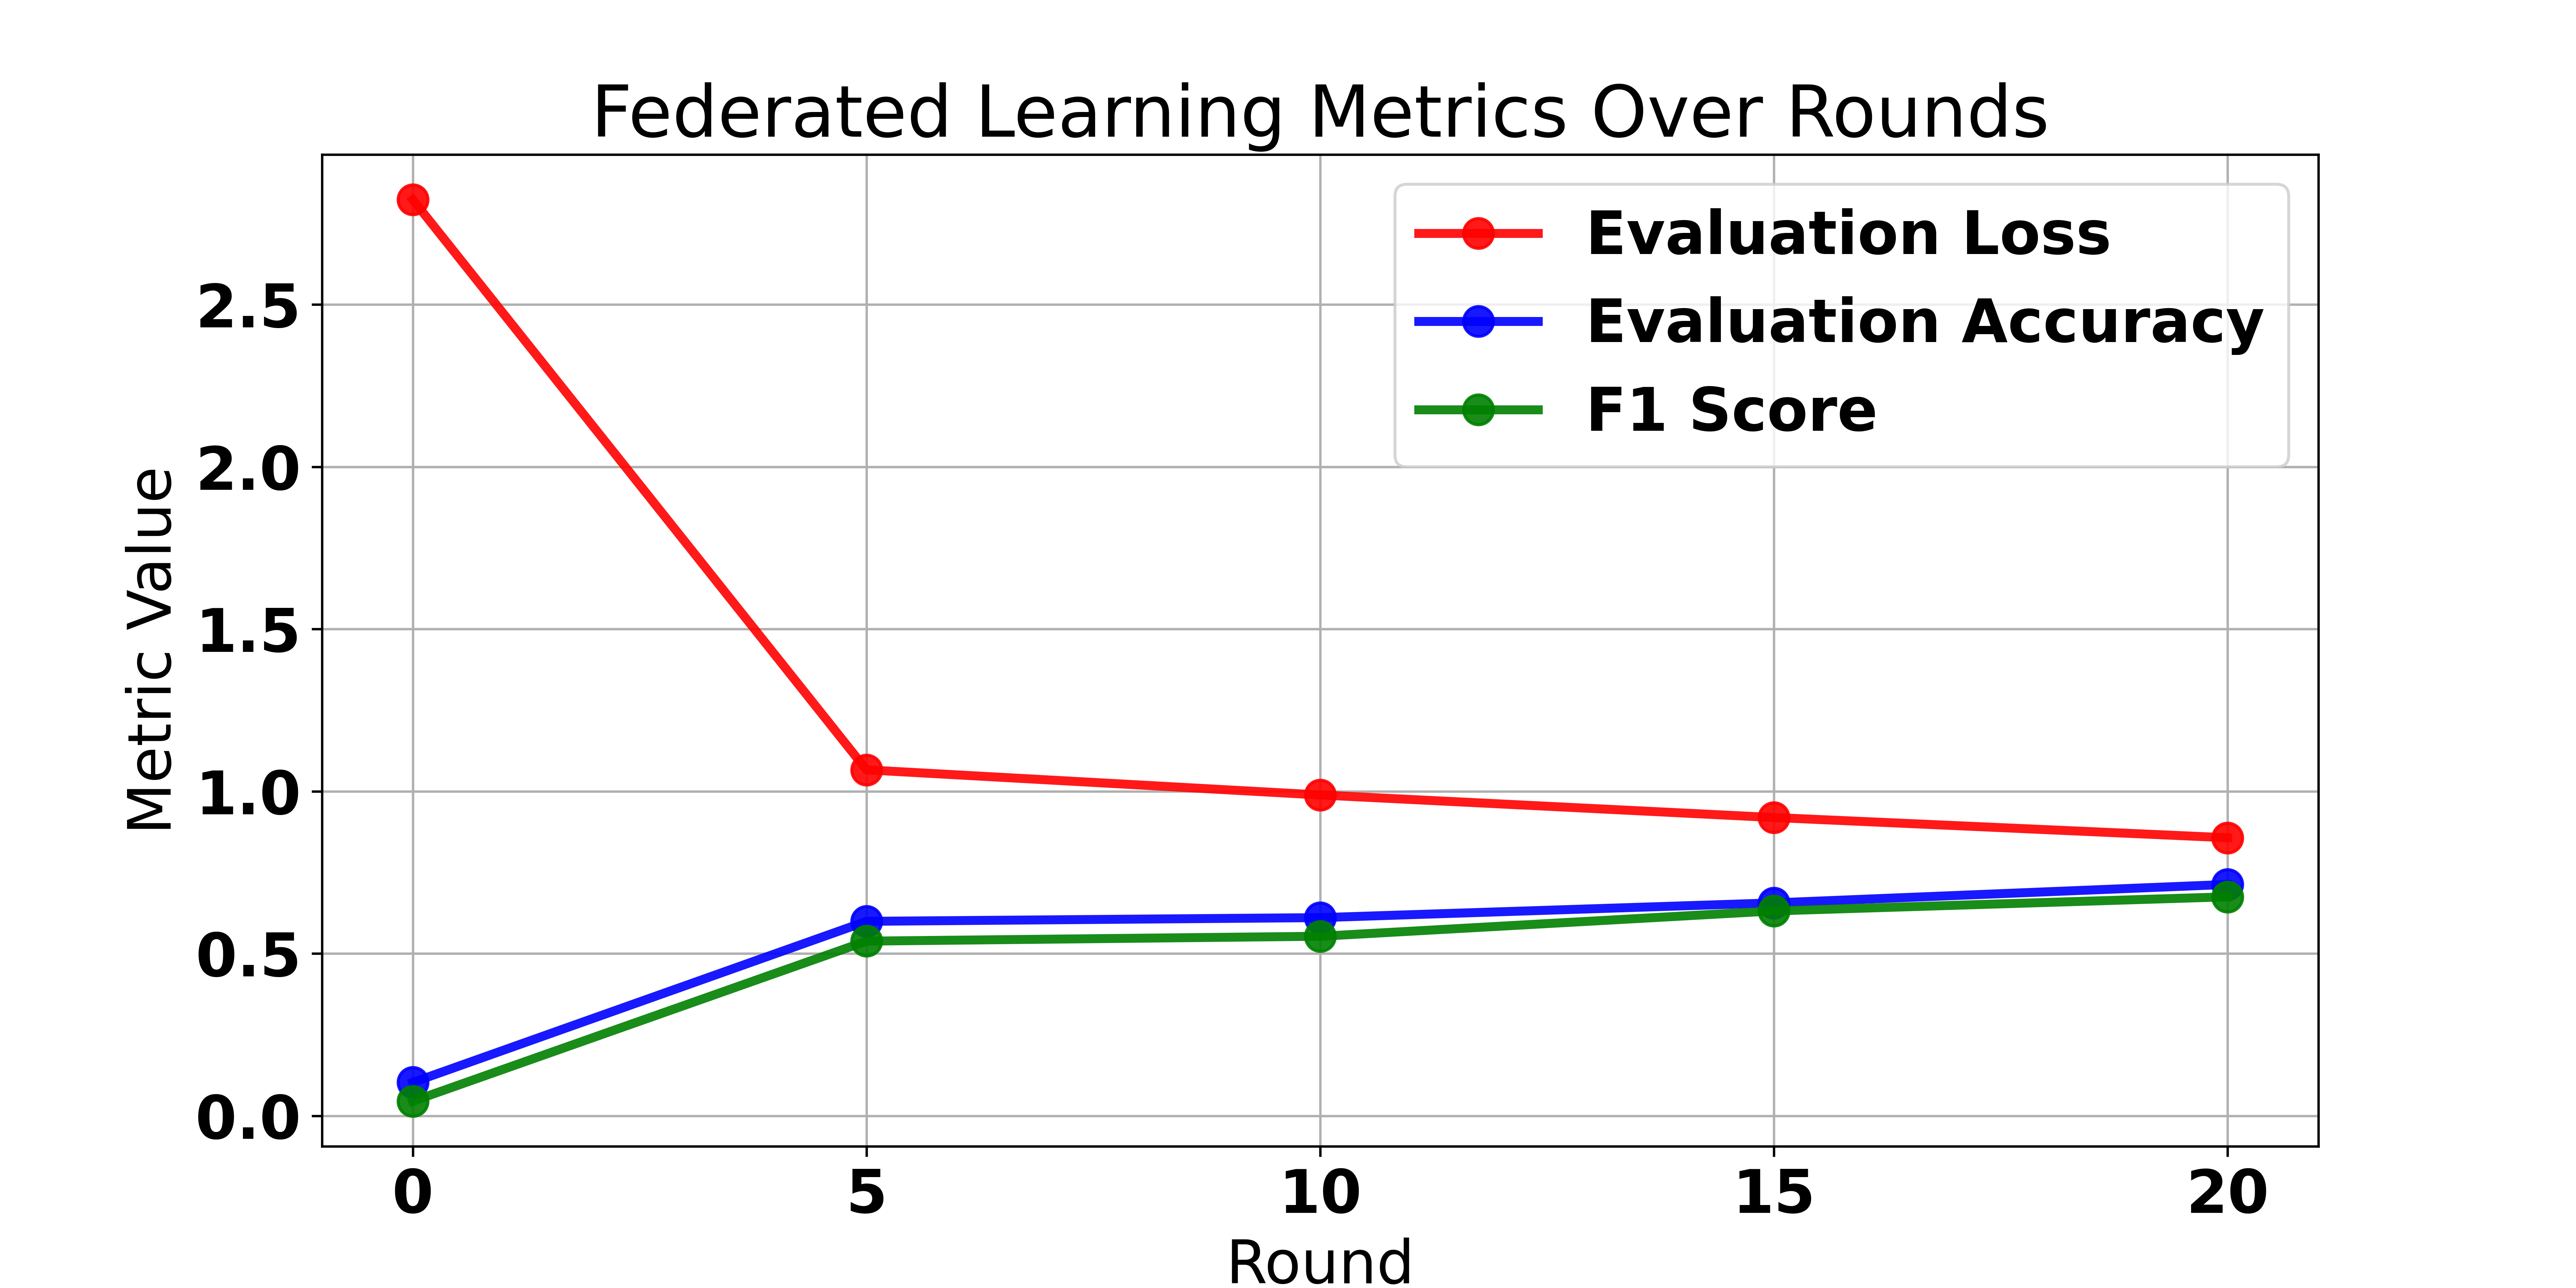 Federated Learning Metrics Over Rounds
Evaluation Loss
Evaluation Accuracy
F1 Score
Metric Value
2.5
2.0
1.5
1.0
0.5
0.0
0 5 10 15 20
Round